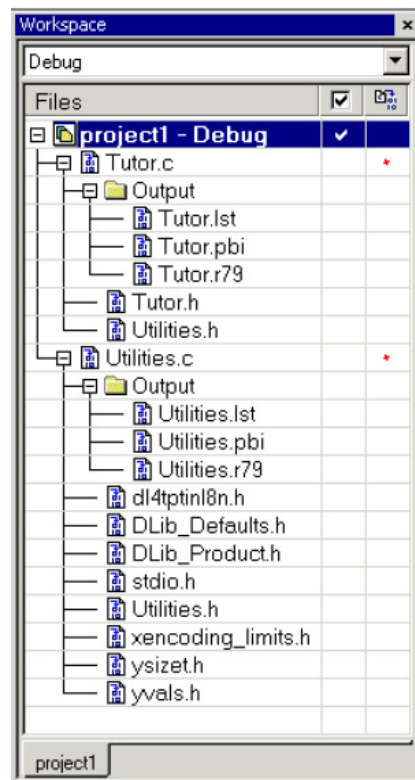 Workspace
Debug
Files
project1 - Debug
Tutor.c
Output
Tutor.lst
Tutor.pbi
Tutor.r79
Tutor.h
Utilities.h
Utilities.c
Output
Utilities.lst
Utilities.pbi
Utilities.r79
dl4tptinl8n.h
DLib_Defaults.h
DLib_Product.h
stdio.h
Utilities.h
xencoding_limits.h
ysizet.h
yvals.h
project1